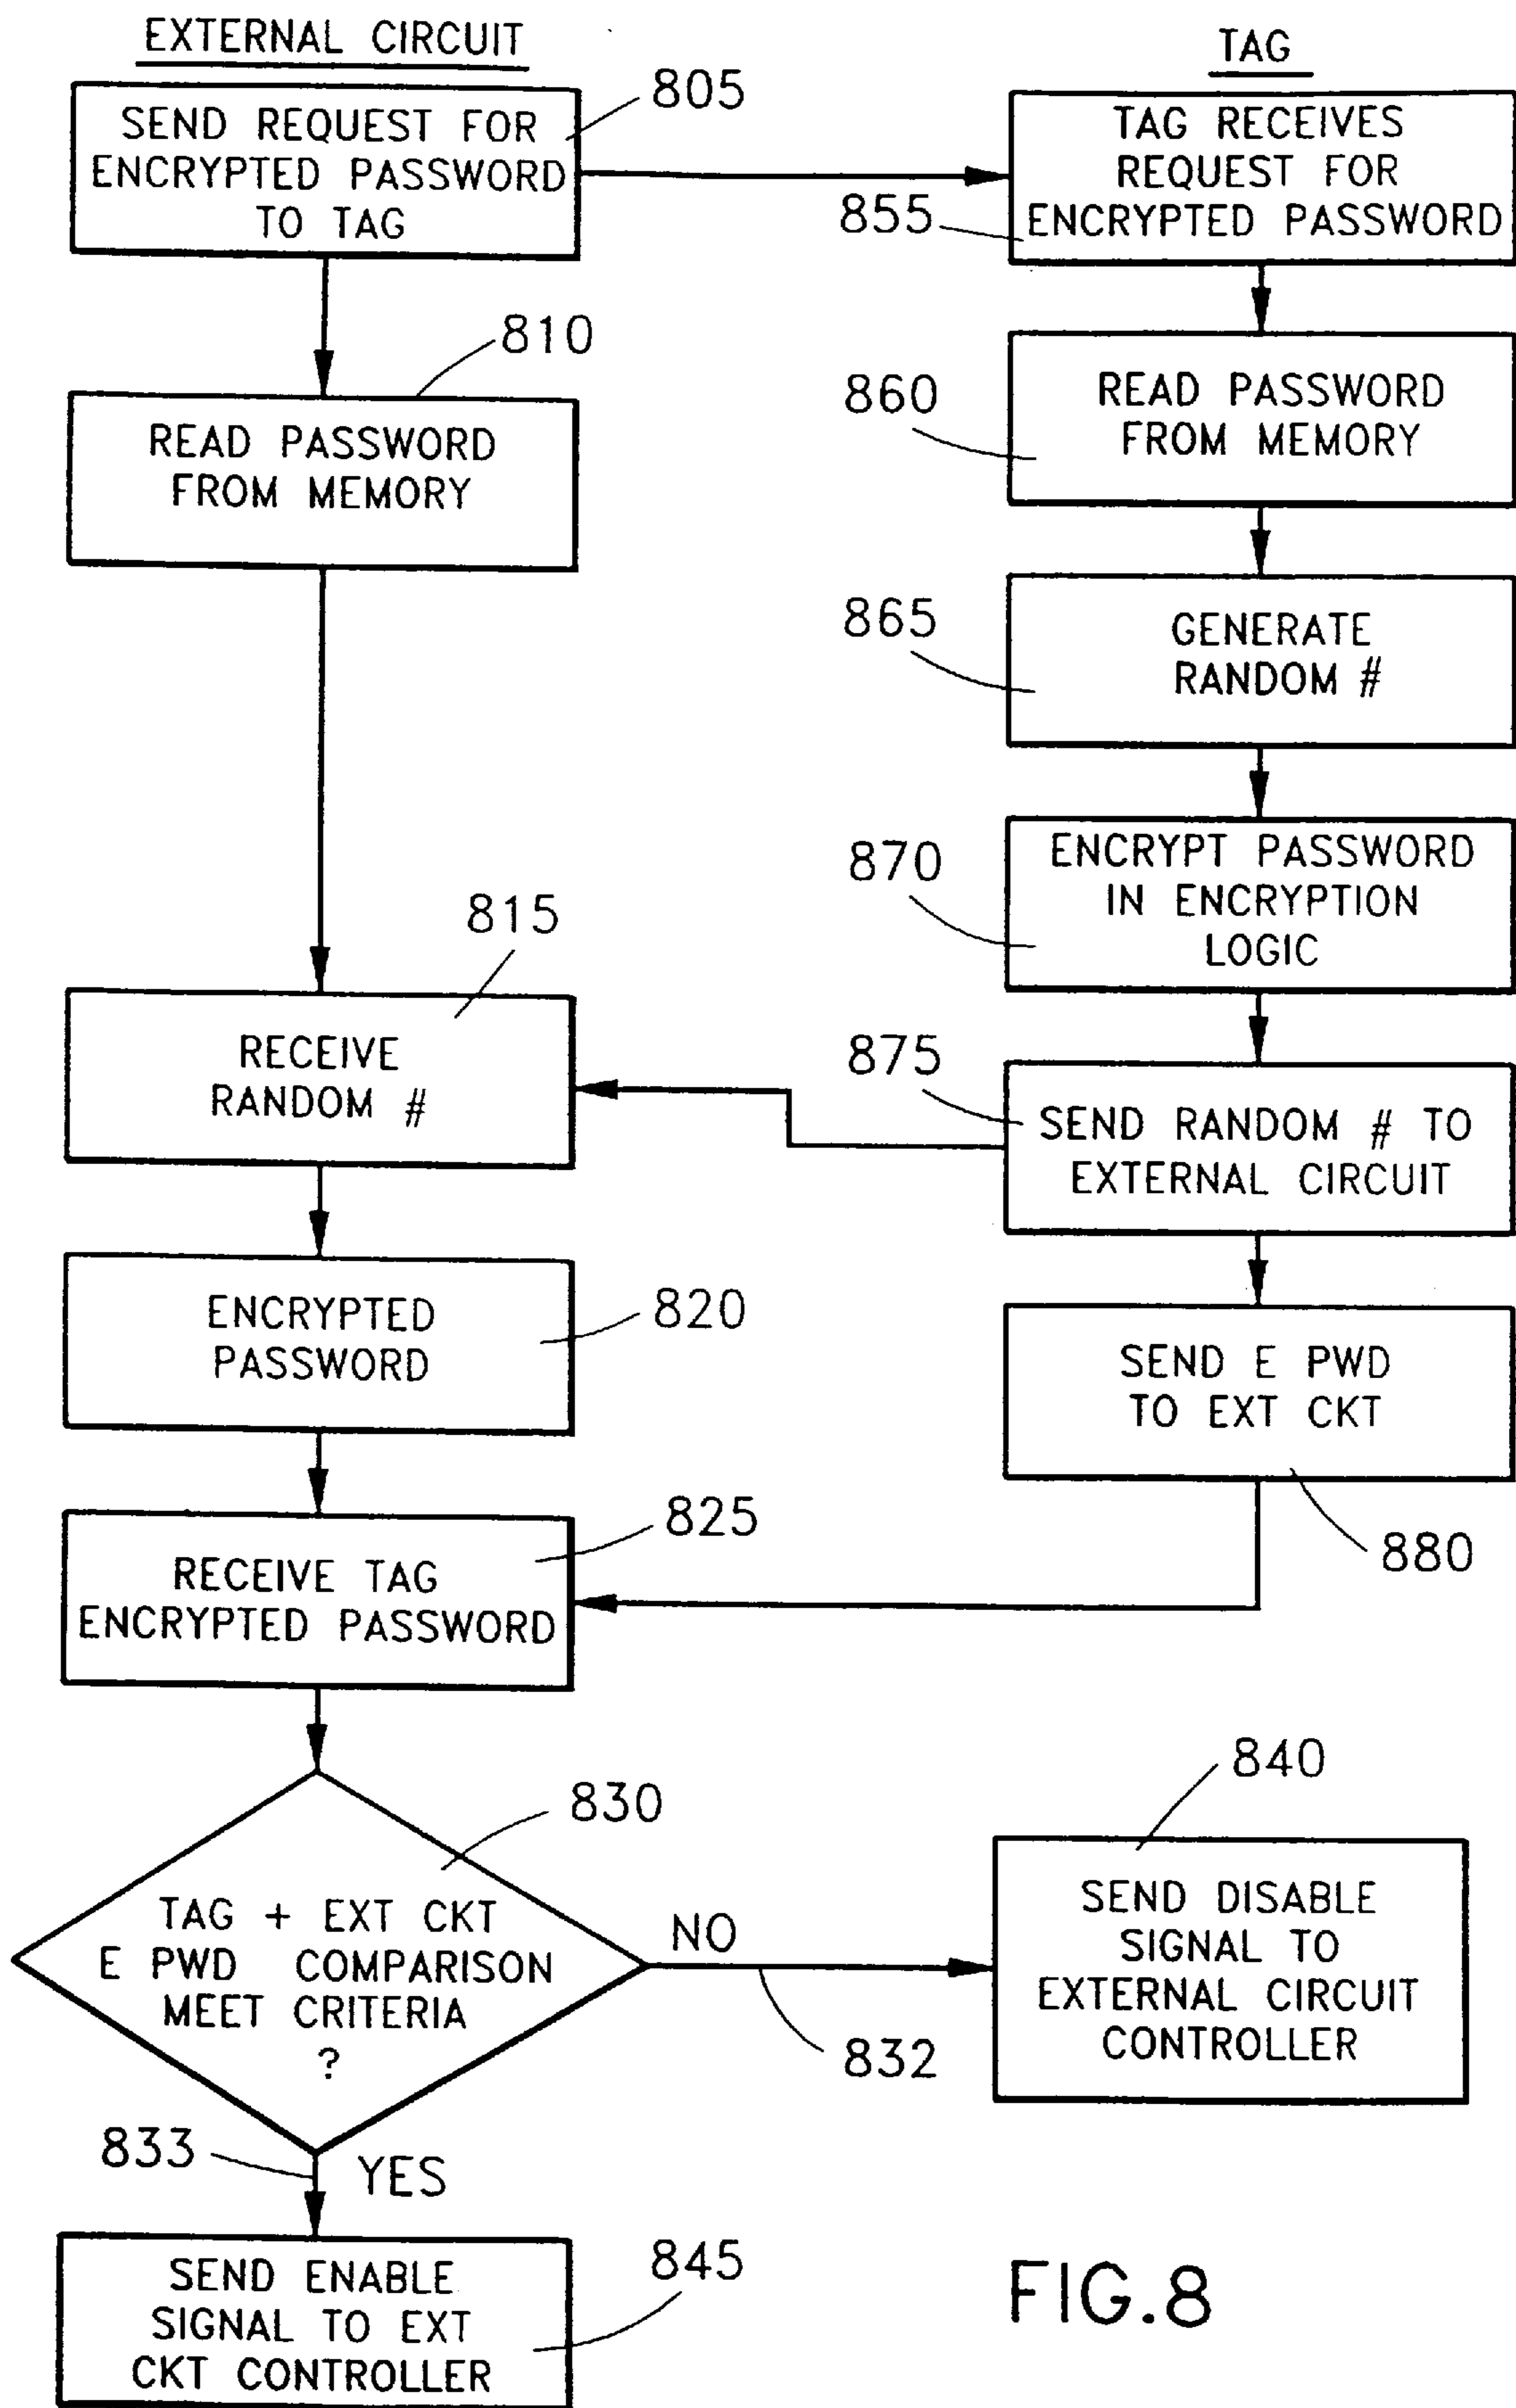 EXTERNAL CIRCUIT
TAG
SEND REQUEST FOR
ENCRYPTED PASSWORD
TO TAG
805
TAG RECEIVES
REQUEST FOR
ENCRYPTED PASSWORD
855
810
READ PASSWORD
FROM MEMORY
860
READ PASSWORD
FROM MEMORY
865
GENERATE
RANDOM #
870
ENCRYPT PASSWORD
IN ENCRYPTION
LOGIC
815
RECEIVE
RANDOM #
875
SEND RANDOM # TO
EXTERNAL CIRCUIT
ENCRYPTED
PASSWORD
820
SEND E PWD
TO EXT CKT
880
825
RECEIVE TAG
ENCRYPTED PASSWORD
830
TAG + EXT CKT
E PWD COMPARISON
MEET CRITERIA
?
NO
832
840
SEND DISABLE
SIGNAL TO
EXTERNAL CIRCUIT
CONTROLLER
833
YES
SEND ENABLE
SIGNAL TO EXT
CKT CONTROLLER
845
FIG.8